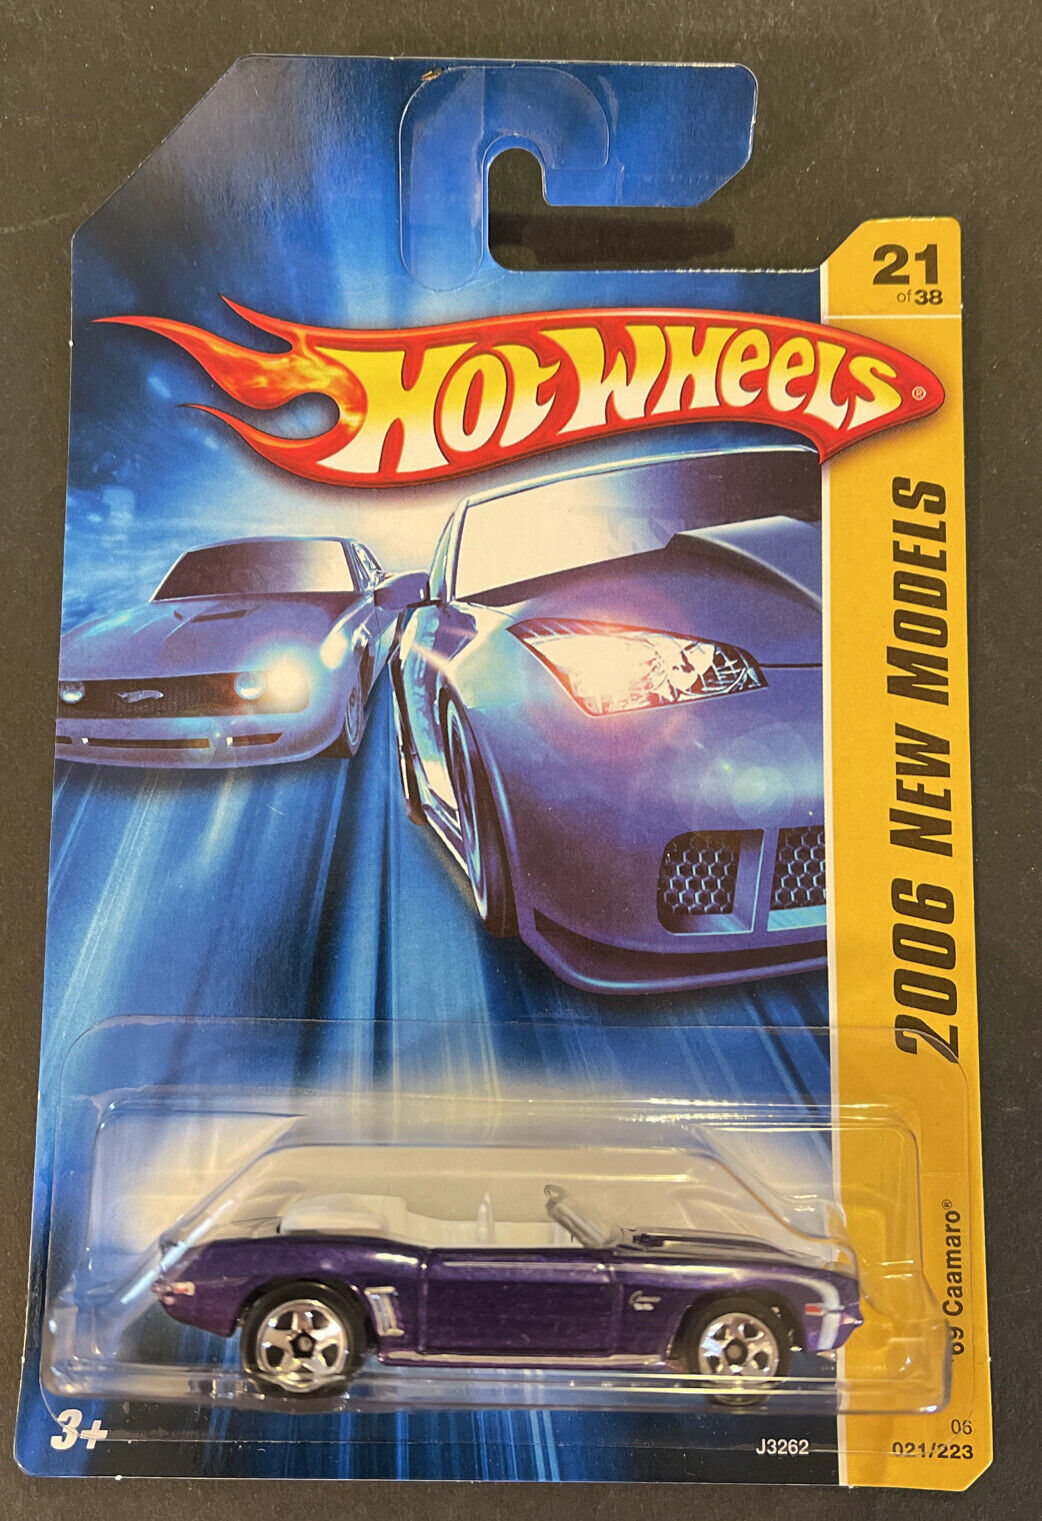 21
of 38
HOT WHEELS®
2006 NEW MODELS
'69 Caamaro®
3+
J3262
06
021/223